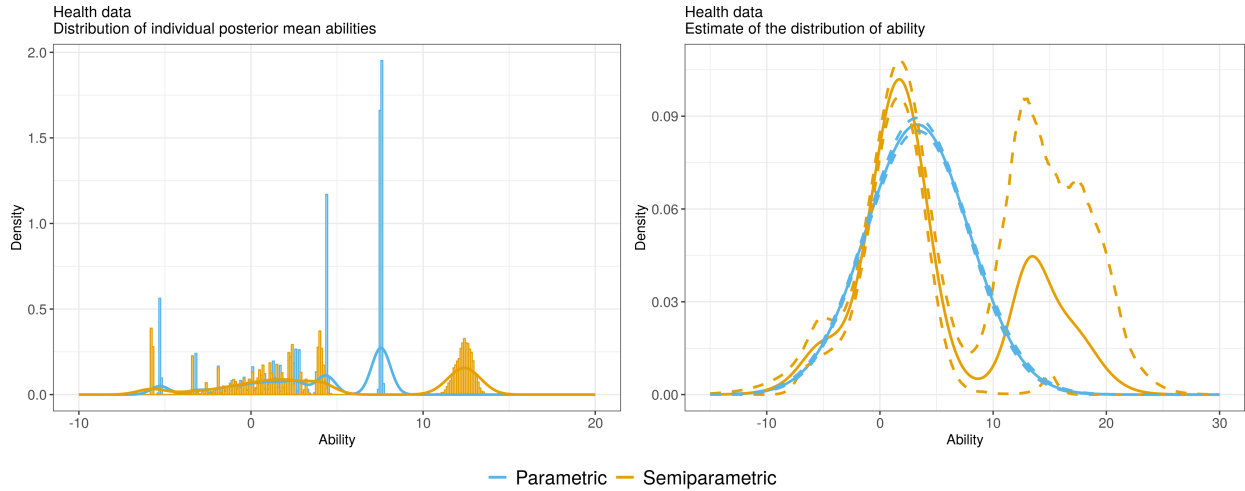 Health data
Distribution of individual posterior mean abilities
Density
2.0
1.5
1.0
0.5
0.0
-10 0 10 20
Ability
Health data
Estimate of the distribution of ability
Density
0.09
0.06
0.03
0.00
-10 0 10 20 30
Ability
Parametric Semiparametric